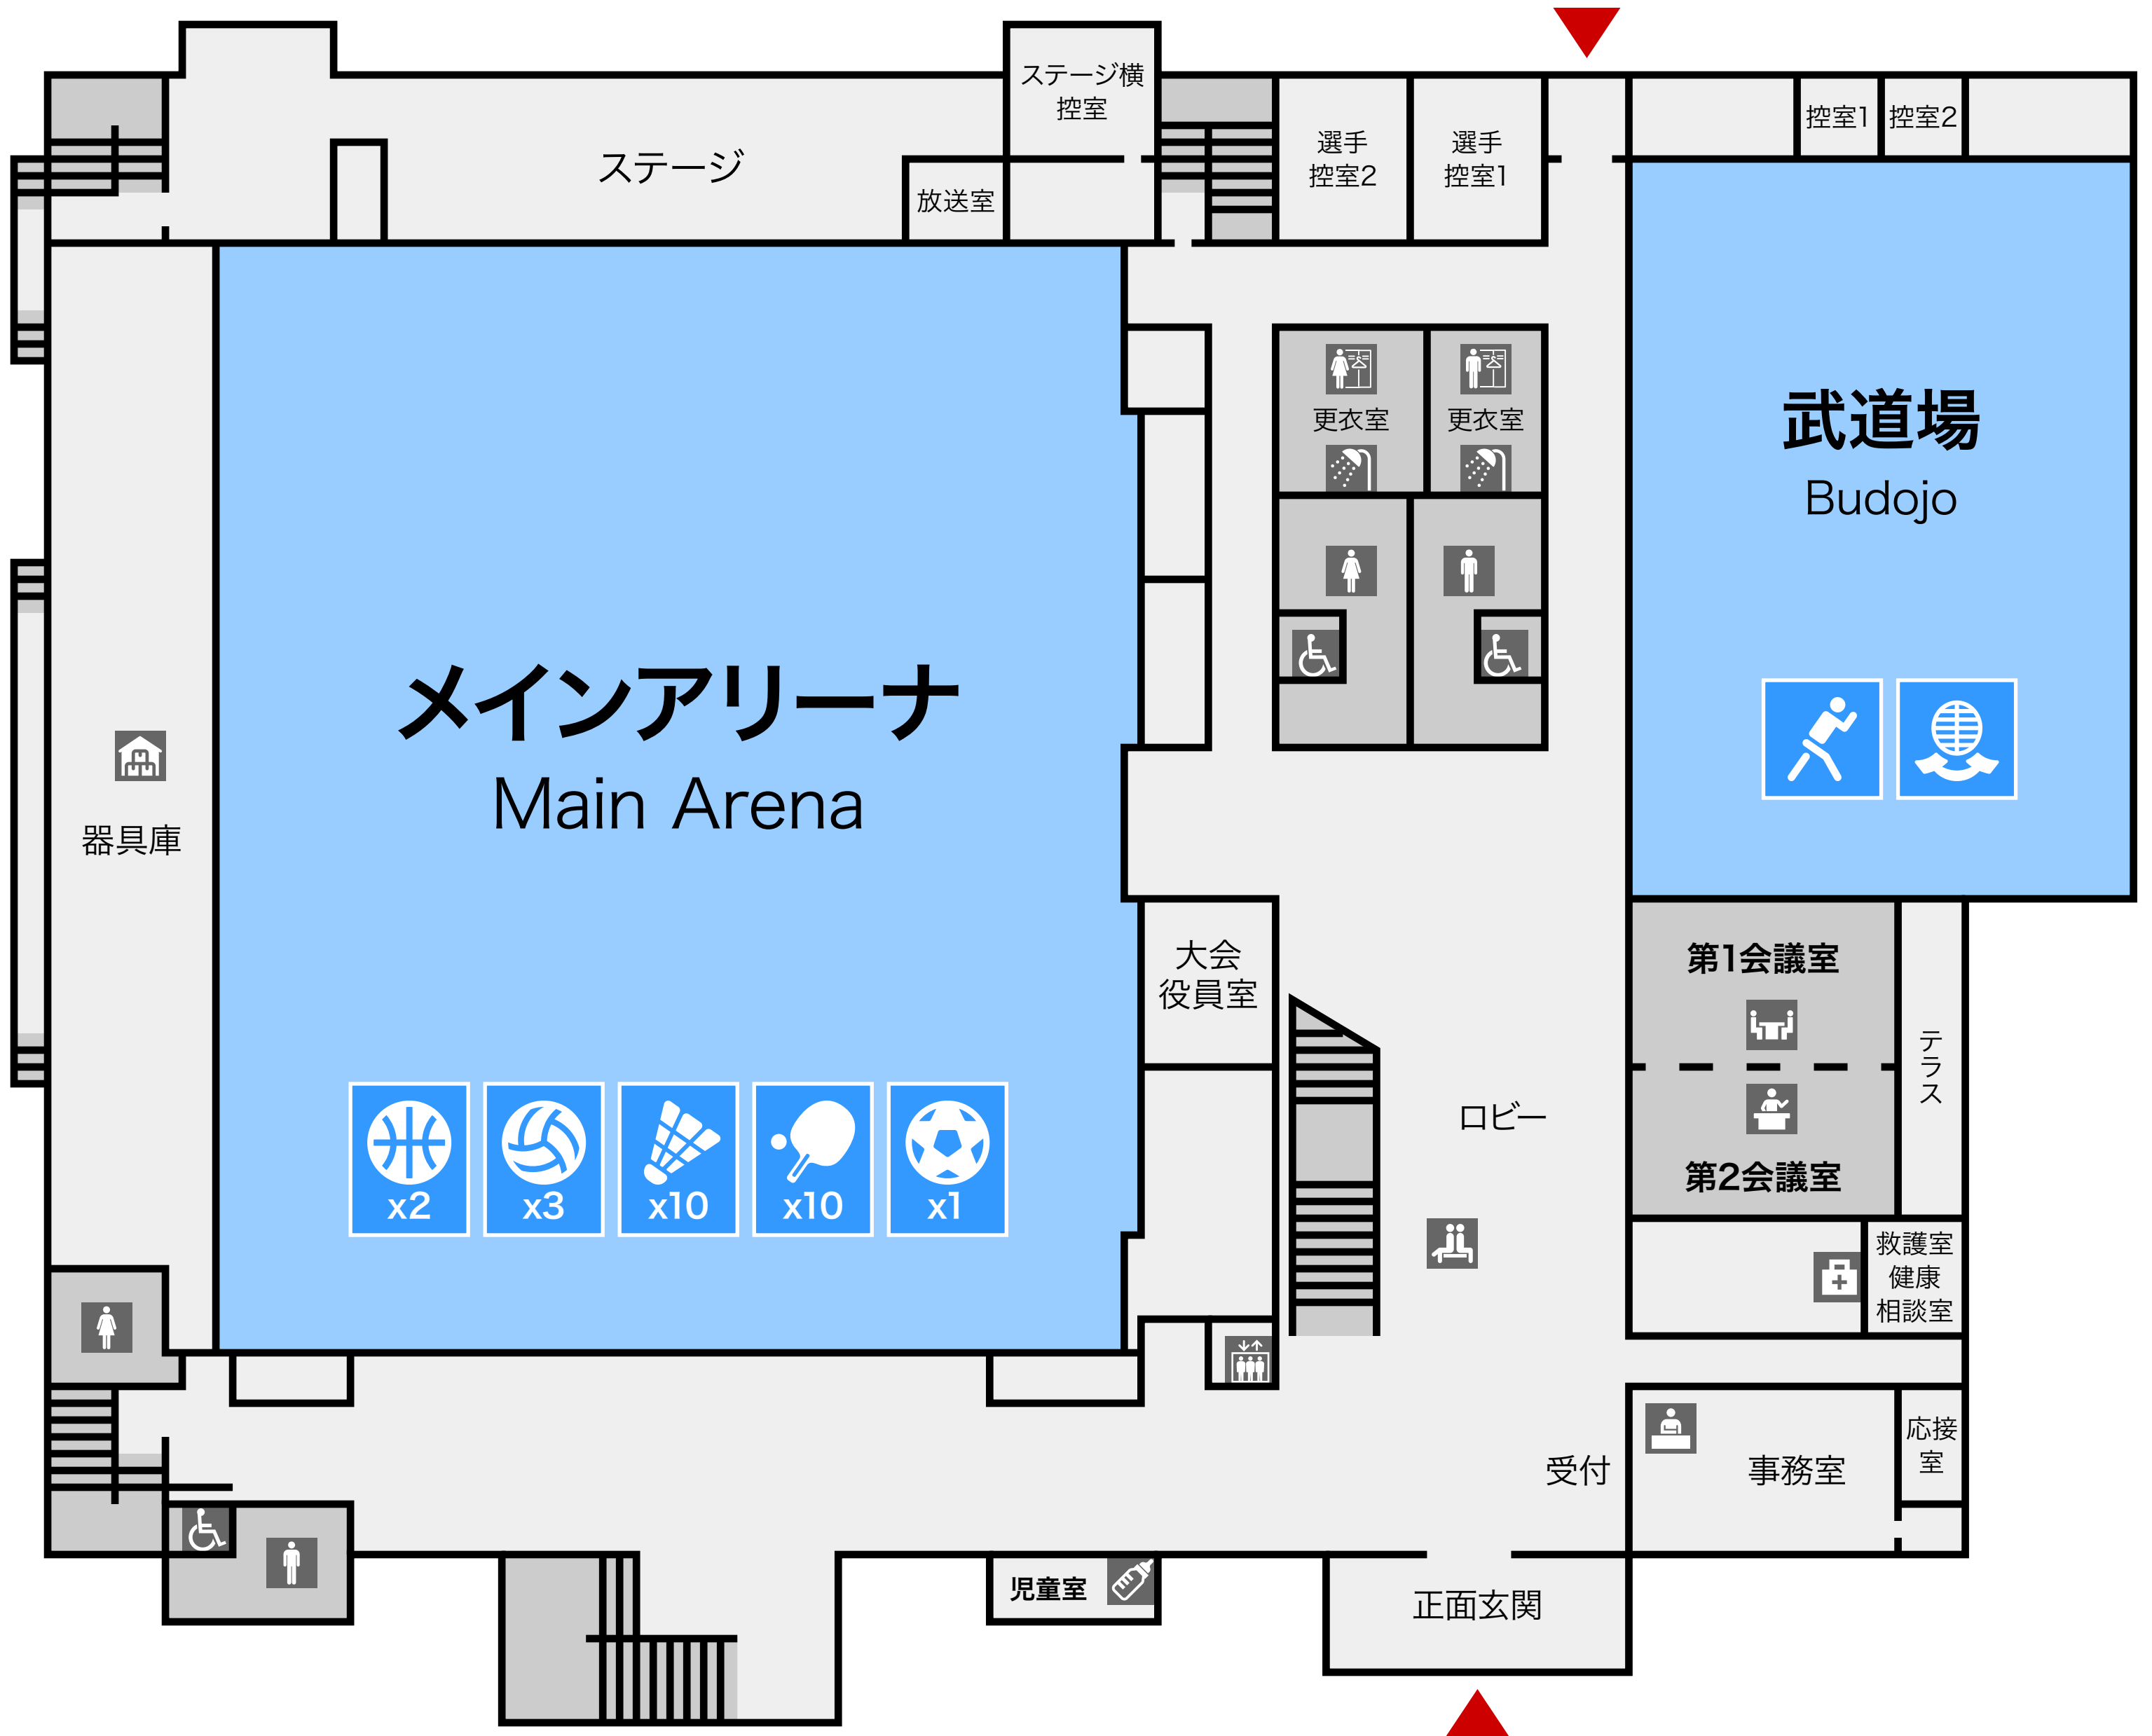 ステージ横
控室
ステージ
放送室
選手
控室2
選手
控室1
控室1
控室2
更衣室
更衣室
武道場
Budojo
メインアリーナ
Main Arena
器具庫
大会
役員室
第1会議室
テラス
ロビー
第2会議室
x2
x3
x10
x10
x1
救護室
健康
相談室
受付
事務室
応接
室
児童室
正面玄関